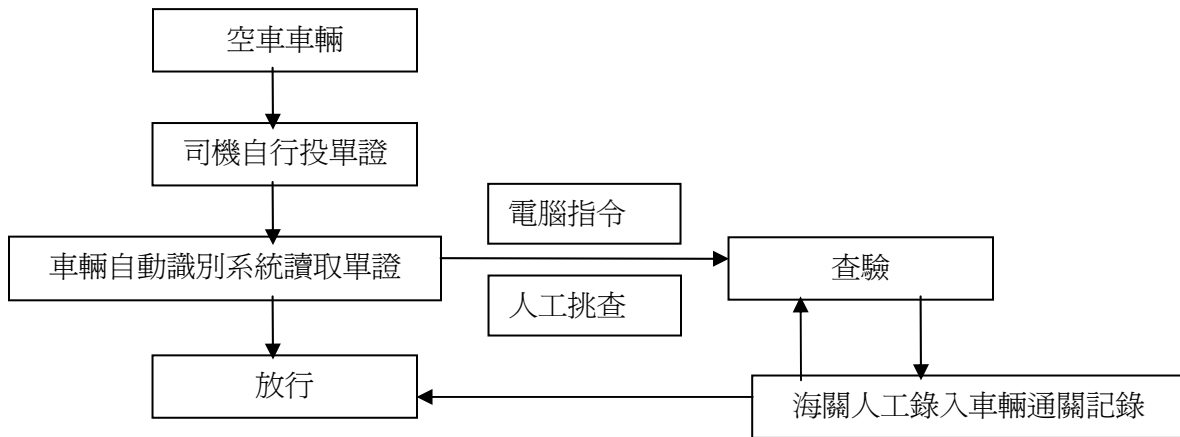 空車車輛
司機自行投單證
電腦指令
車輛自動識別系統讀取單證
查驗
人工挑查
放行
海關人工錄入車輛通關記錄